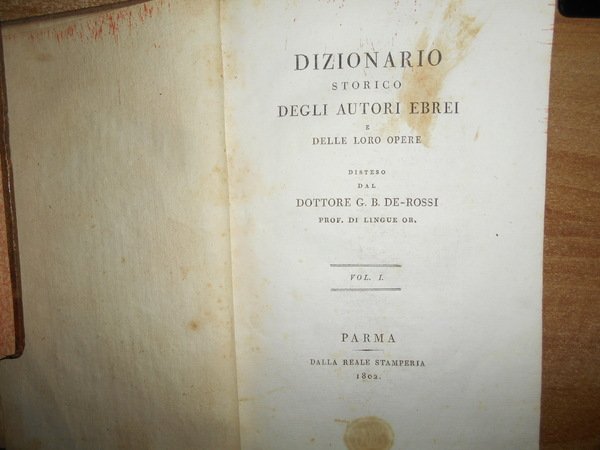 DIZIONARIO
STORICO
DEGLI AUTORI EBREI
E
DELLE LORO OPERE
DISTESO
DAL
DOTTORE G. B. DE-ROSSI
PROF. DI LINGUE OR.
VOL. I.
PARMA
DALLA REALE STAMPERIA
1802.